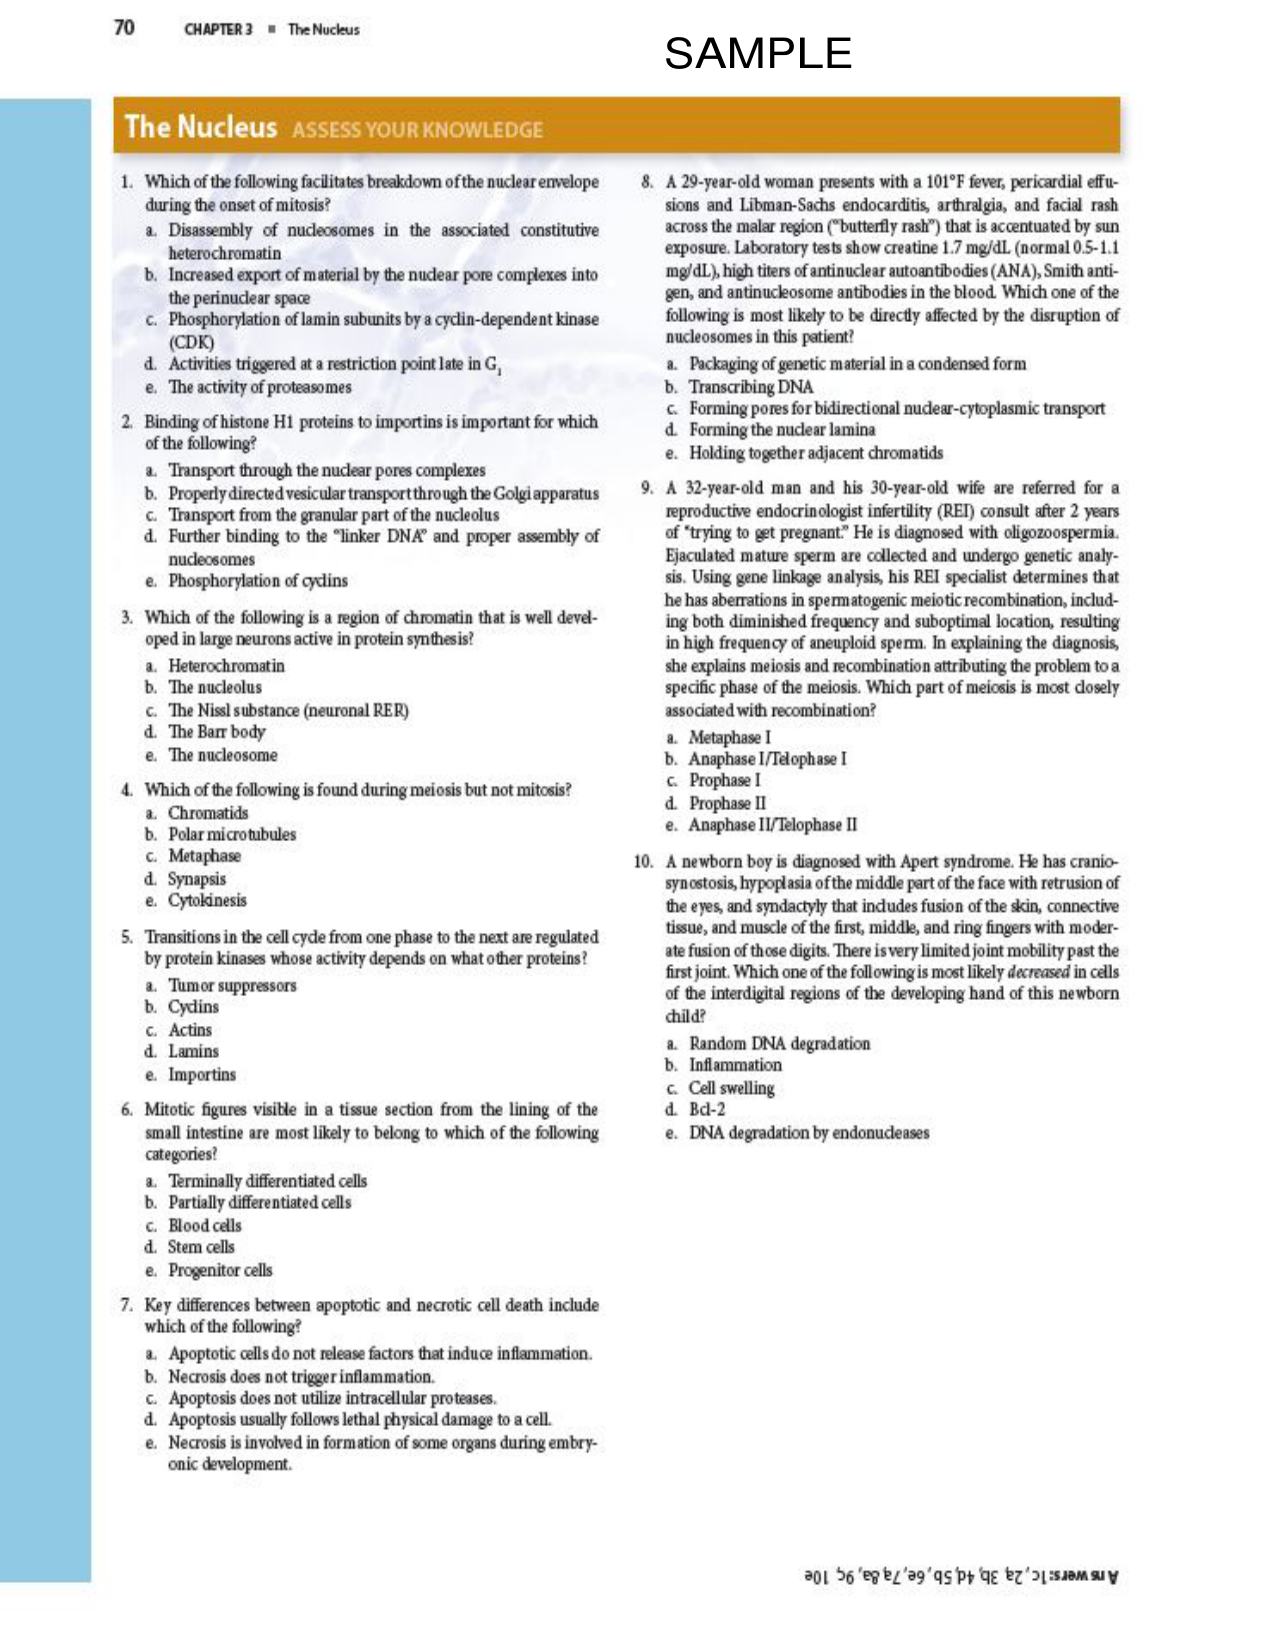 70 CHAPTER 3 ■ The Nucleus
SAMPLE
The Nucleus ASSESS YOUR KNOWLEDGE
1. Which of the following facilitates breakdown of the nuclear envelope
during the onset of mitosis?
a. Disassembly of nucleosomes in the associated constitutive
heterochromatin
b. Increased export of material by the nuclear pore complexes into
the perinuclear space
c. Phosphorylation of lamin subunits by a cyclin-dependent kinase
(CDK)
d. Activities triggered at a restriction point late in G₁
e. The activity of proteasomes
2. Binding of histone H1 proteins to importins is important for which
of the following?
a. Transport through the nuclear pores complexes
b. Properly directed vesicular transport through the Golgi apparatus
c. Transport from the granular part of the nucleolus
d. Further binding to the “linker DNA” and proper assembly of
nucleosomes
e. Phosphorylation of cyclins
3. Which of the following is a region of chromatin that is well devel-
oped in large neurons active in protein synthesis?
a. Heterochromatin
b. The nucleolus
c. The Nissl substance (neuronal RER)
d. The Barr body
e. The nucleosome
4. Which of the following is found during meiosis but not mitosis?
a. Chromatids
b. Polar microtubules
c. Metaphase
d. Synapsis
e. Cytokinesis
5. Transitions in the cell cycle from one phase to the next are regulated
by protein kinases whose activity depends on what other proteins?
a. Tumor suppressors
b. Cyclins
c. Actins
d. Lamins
e. Importins
6. Mitotic figures visible in a tissue section from the lining of the
small intestine are most likely to belong to which of the following
categories?
a. Terminally differentiated cells
b. Partially differentiated cells
c. Blood cells
d. Stem cells
e. Progenitor cells
7. Key differences between apoptotic and necrotic cell death include
which of the following?
a. Apoptotic cells do not release factors that induce inflammation.
b. Necrosis does not trigger inflammation.
c. Apoptosis does not utilize intracellular proteases.
d. Apoptosis usually follows lethal physical damage to a cell.
e. Necrosis is involved in formation of some organs during embry-
onic development.
8. A 29-year-old woman presents with a 101°F fever, pericardial effu-
sions and Libman-Sachs endocarditis, arthralgia, and facial rash
across the malar region (“butterfly rash”) that is accentuated by sun
exposure. Laboratory tests show creatine 1.7 mg/dL (normal 0.5-1.1
mg/dL), high titers of antinuclear autoantibodies (ANA), Smith anti-
gen, and antinucleosome antibodies in the blood. Which one of the
following is most likely to be directly affected by the disruption of
nucleosomes in this patient?
a. Packaging of genetic material in a condensed form
b. Transcribing DNA
c. Forming pores for bidirectional nuclear-cytoplasmic transport
d. Forming the nuclear lamina
e. Holding together adjacent chromatids
9. A 32-year-old man and his 30-year-old wife are referred for a
reproductive endocrinologist infertility (REI) consult after 2 years
of “trying to get pregnant.” He is diagnosed with oligozoospermia.
Ejaculated mature sperm are collected and undergo genetic analy-
sis. Using gene linkage analysis, his REI specialist determines that
he has aberrations in spermatogenic meiotic recombination, includ-
ing both diminished frequency and suboptimal location, resulting
in high frequency of aneuploid sperm. In explaining the diagnosis,
she explains meiosis and recombination attributing the problem to a
specific phase of the meiosis. Which part of meiosis is most closely
associated with recombination?
a. Metaphase I
b. Anaphase I/Telophase I
c. Prophase I
d. Prophase II
e. Anaphase II/Telophase II
10. A newborn boy is diagnosed with Apert syndrome. He has cranio-
synostosis, hypoplasia of the middle part of the face with retrusion of
the eyes, and syndactyly that includes fusion of the skin, connective
tissue, and muscle of the first, middle, and ring fingers with moder-
ate fusion of those digits. There is very limited joint mobility past the
first joint. Which one of the following is most likely decreased in cells
of the interdigital regions of the developing hand of this newborn
child?
a. Random DNA degradation
b. Inflammation
c. Cell swelling
d. Bcl-2
e. DNA degradation by endonucleases
Answers: 1c, 2a, 3b, 4d, 5b, 6e, 7a, 8a, 9c, 10e